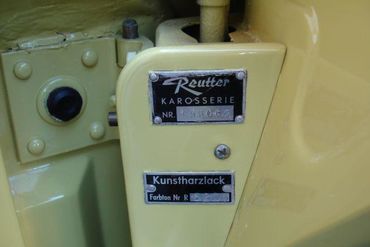 Reutter
KAROSSERIE
NR.
Kunstharzlack
Farbton Nr R